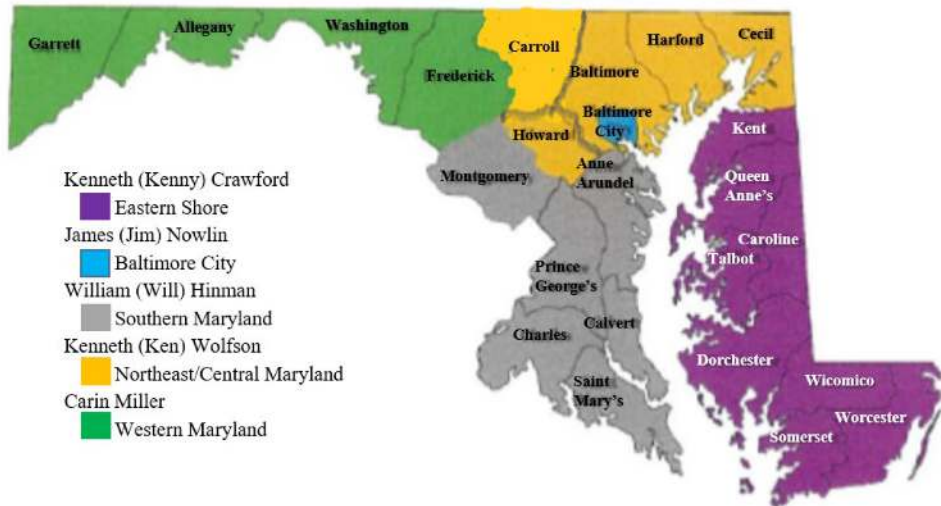 Garrett
Allegany
Washington
Frederick
Carroll
Baltimore
Harford
Cecil
Baltimore
City
Howard
Montgomery
Anne
Arundel
Kent
Queen
Anne's
Caroline
Talbot
Prince
George's
Charles
Calvert
Saint
Mary's
Dorchester
Wicomico
Worcester
Somerset
Kenneth (Kenny) Crawford
Eastern Shore
James (Jim) Nowlin
Baltimore City
William (Will) Hinman
Southern Maryland
Kenneth (Ken) Wolfson
Northeast/Central Maryland
Carin Miller
Western Maryland